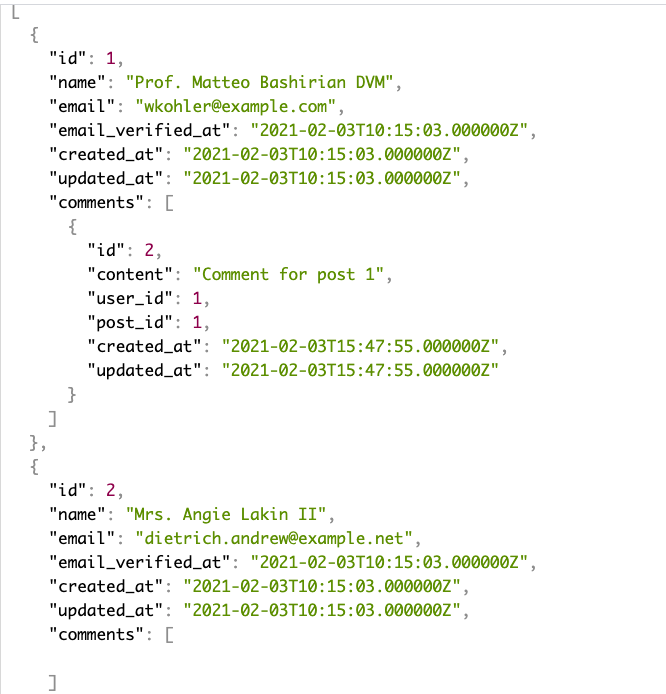 [
{
"id": 1,
"name": "Prof. Matteo Bashirian DVM",
"email": "wkohler@example.com",
"email_verified_at": "2021-02-03T10:15:03.000000Z",
"created_at": "2021-02-03T10:15:03.000000Z",
"updated_at": "2021-02-03T10:15:03.000000Z",
"comments": [
{
"id": 2,
"content": "Comment for post 1",
"user_id": 1,
"post_id": 1,
"created_at": "2021-02-03T15:47:55.000000Z",
"updated_at": "2021-02-03T15:47:55.000000Z"
}
]
},
{
"id": 2,
"name": "Mrs. Angie Lakin II",
"email": "dietrich.andrew@example.net",
"email_verified_at": "2021-02-03T10:15:03.000000Z",
"created_at": "2021-02-03T10:15:03.000000Z",
"updated_at": "2021-02-03T10:15:03.000000Z",
"comments": [
]